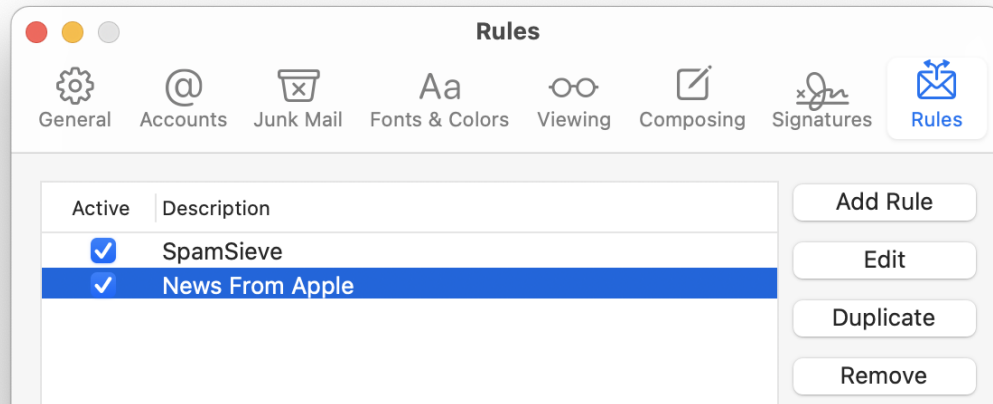 Rules
General Accounts Junk Mail Fonts & Colors Viewing Composing Signatures Rules
Active Description
SpamSieve
News From Apple
Add Rule
Edit
Duplicate
Remove